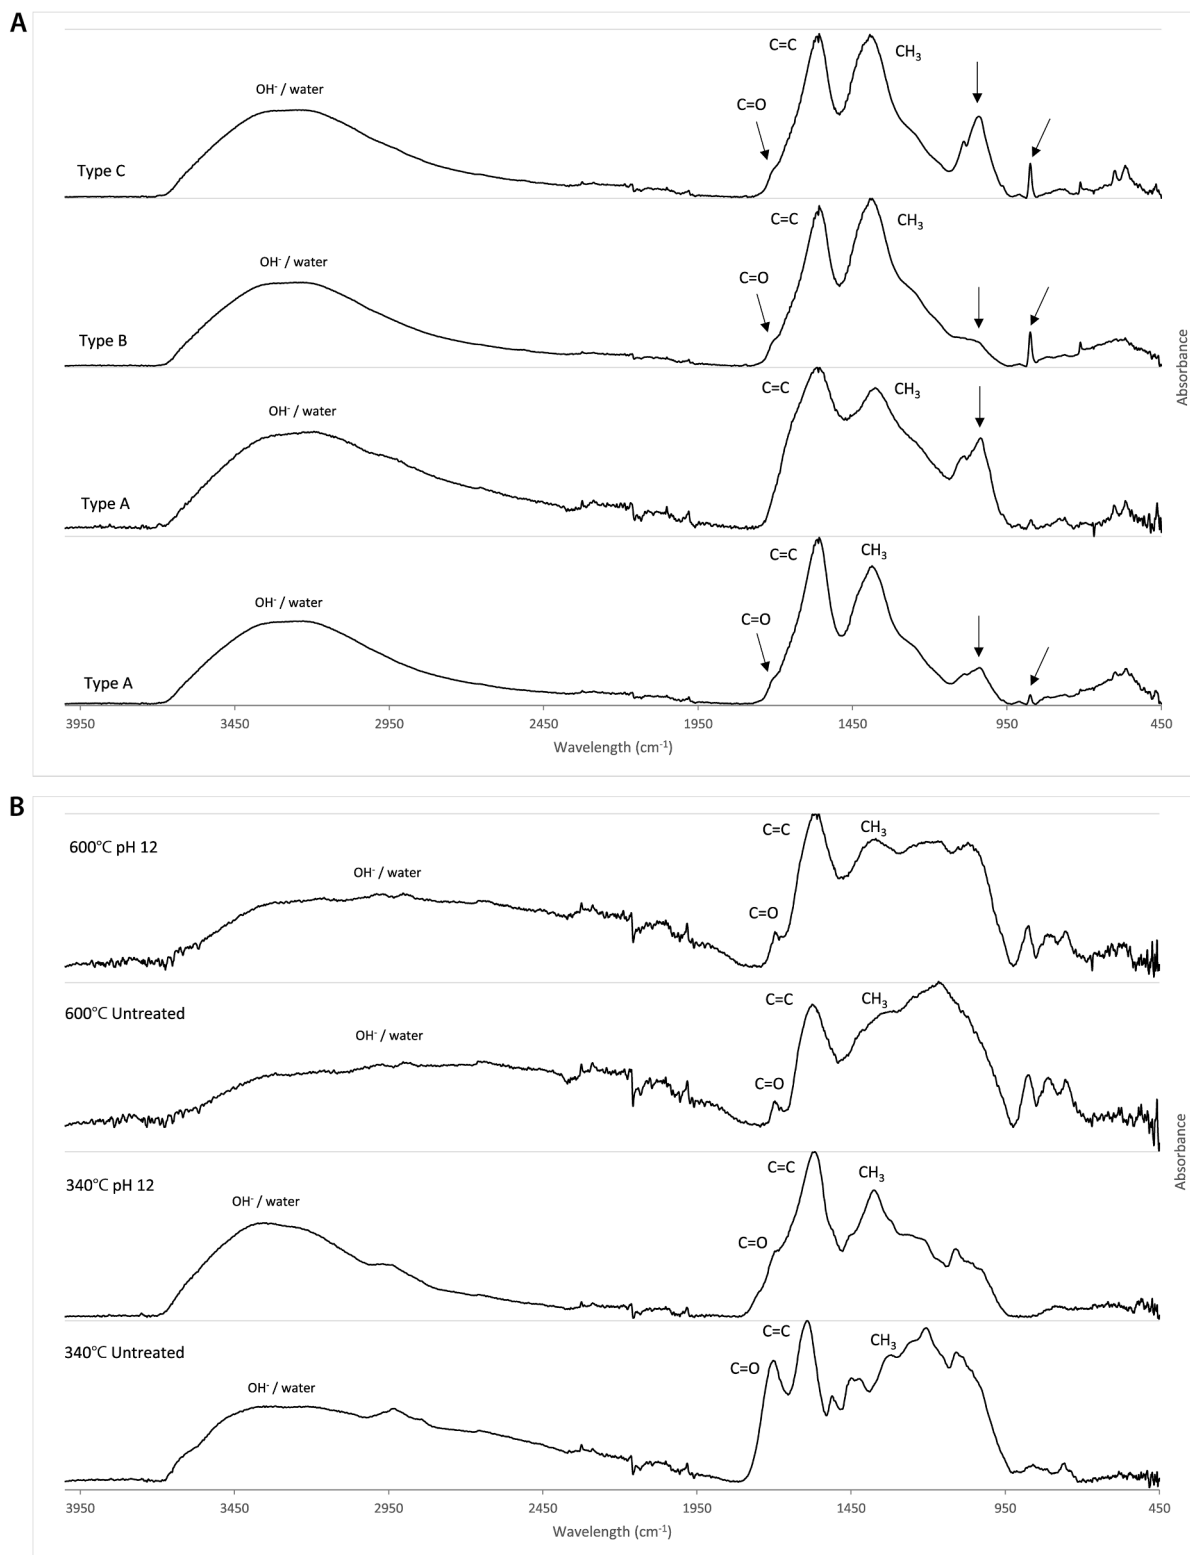 A
C=C
CH₃
C=O
OH⁻ / water
Type C
C=C
CH₃
C=O
OH⁻ / water
Type B
Absorbance
C=C
CH₃
OH⁻ / water
Type A
C=C
CH₃
C=O
OH⁻ / water
Type A
3950 3450 2950 2450 1950 1450 950 450
Wavelength (cm⁻¹)
B
600℃ pH 12
C=C
CH₃
OH⁻ / water
C=O
600℃ Untreated
C=C
CH₃
OH⁻ / water
C=O
Absorbance
340℃ pH 12
C=C
CH₃
OH⁻ / water
C=O
340℃ Untreated
C=C
CH₃
C=O
OH⁻ / water
3950 3450 2950 2450 1950 1450 950 450
Wavelength (cm⁻¹)